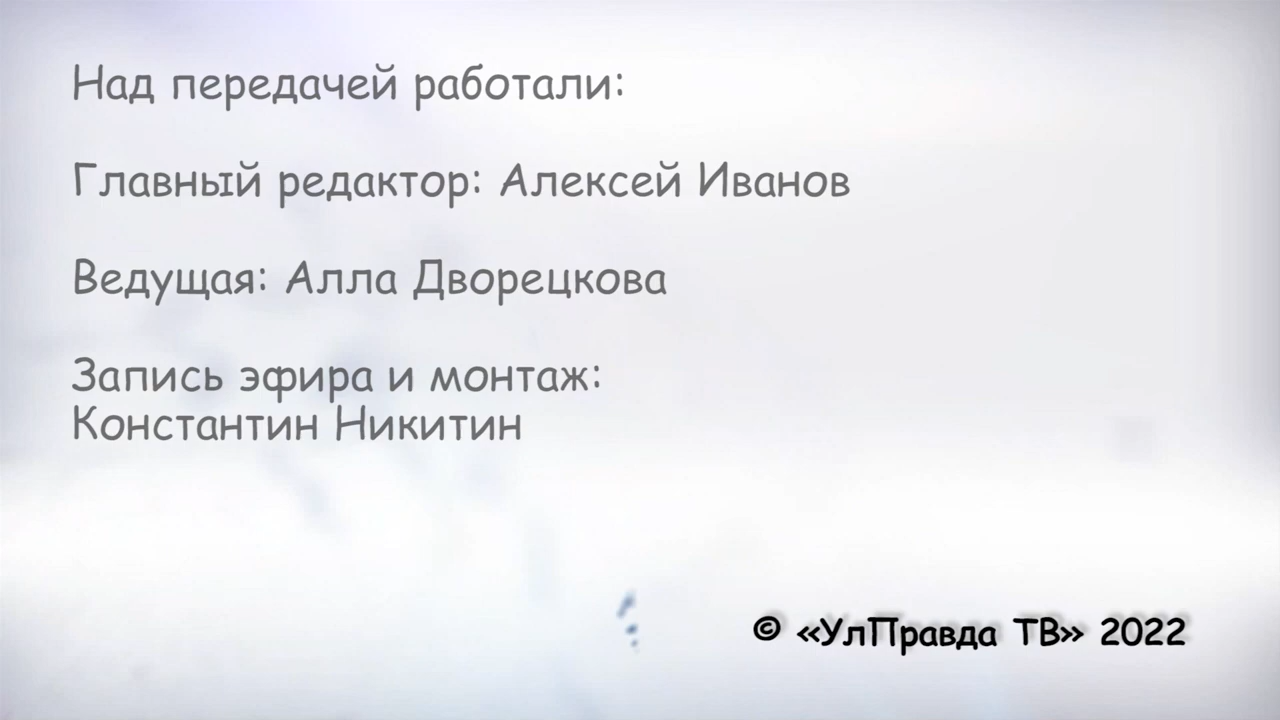 Над передачей работали:
Главный редактор: Алексей Иванов
Ведущая: Алла Дворецкова
Запись эфира и монтаж:
Константин Никитин
© «УлПравда ТВ» 2022